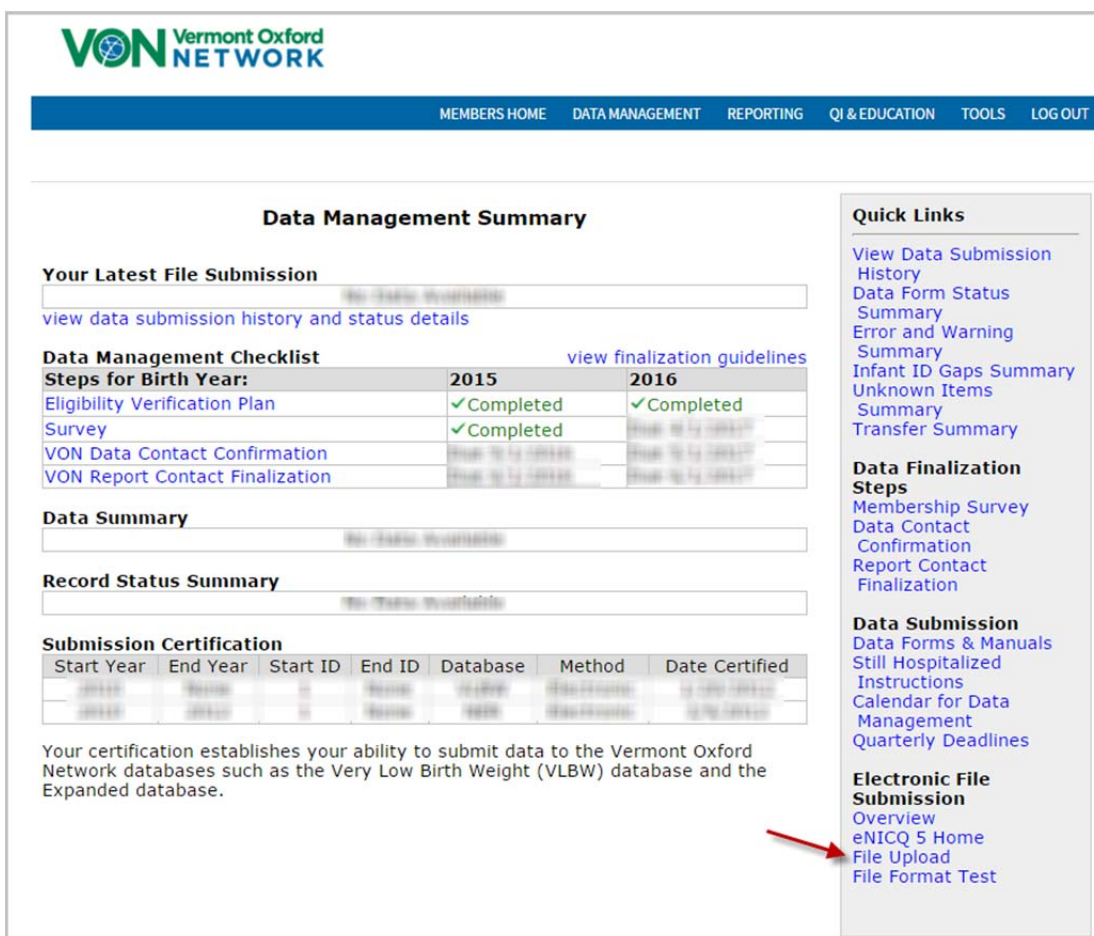 VON Vermont Oxford
NETWORK
MEMBERS HOME DATA MANAGEMENT REPORTING QI & EDUCATION TOOLS LOG OUT
Data Management Summary
Your Latest File Submission
view data submission history and status details
Data Management Checklist view finalization guidelines
Steps for Birth Year: 2015 2016
Eligibility Verification Plan ✓Completed ✓Completed
Survey ✓Completed
VON Data Contact Confirmation
VON Report Contact Finalization
Data Summary
Record Status Summary
Submission Certification
Start Year End Year Start ID End ID Database Method Date Certified
Your certification establishes your ability to submit data to the Vermont Oxford
Network databases such as the Very Low Birth Weight (VLBW) database and the
Expanded database.
Quick Links
View Data Submission
History
Data Form Status
Summary
Error and Warning
Summary
Infant ID Gaps Summary
Unknown Items
Summary
Transfer Summary
Data Finalization
Steps
Membership Survey
Data Contact
Confirmation
Report Contact
Finalization
Data Submission
Data Forms & Manuals
Still Hospitalized
Instructions
Calendar for Data
Management
Quarterly Deadlines
Electronic File
Submission
Overview
eNICQ 5 Home
File Upload
File Format Test